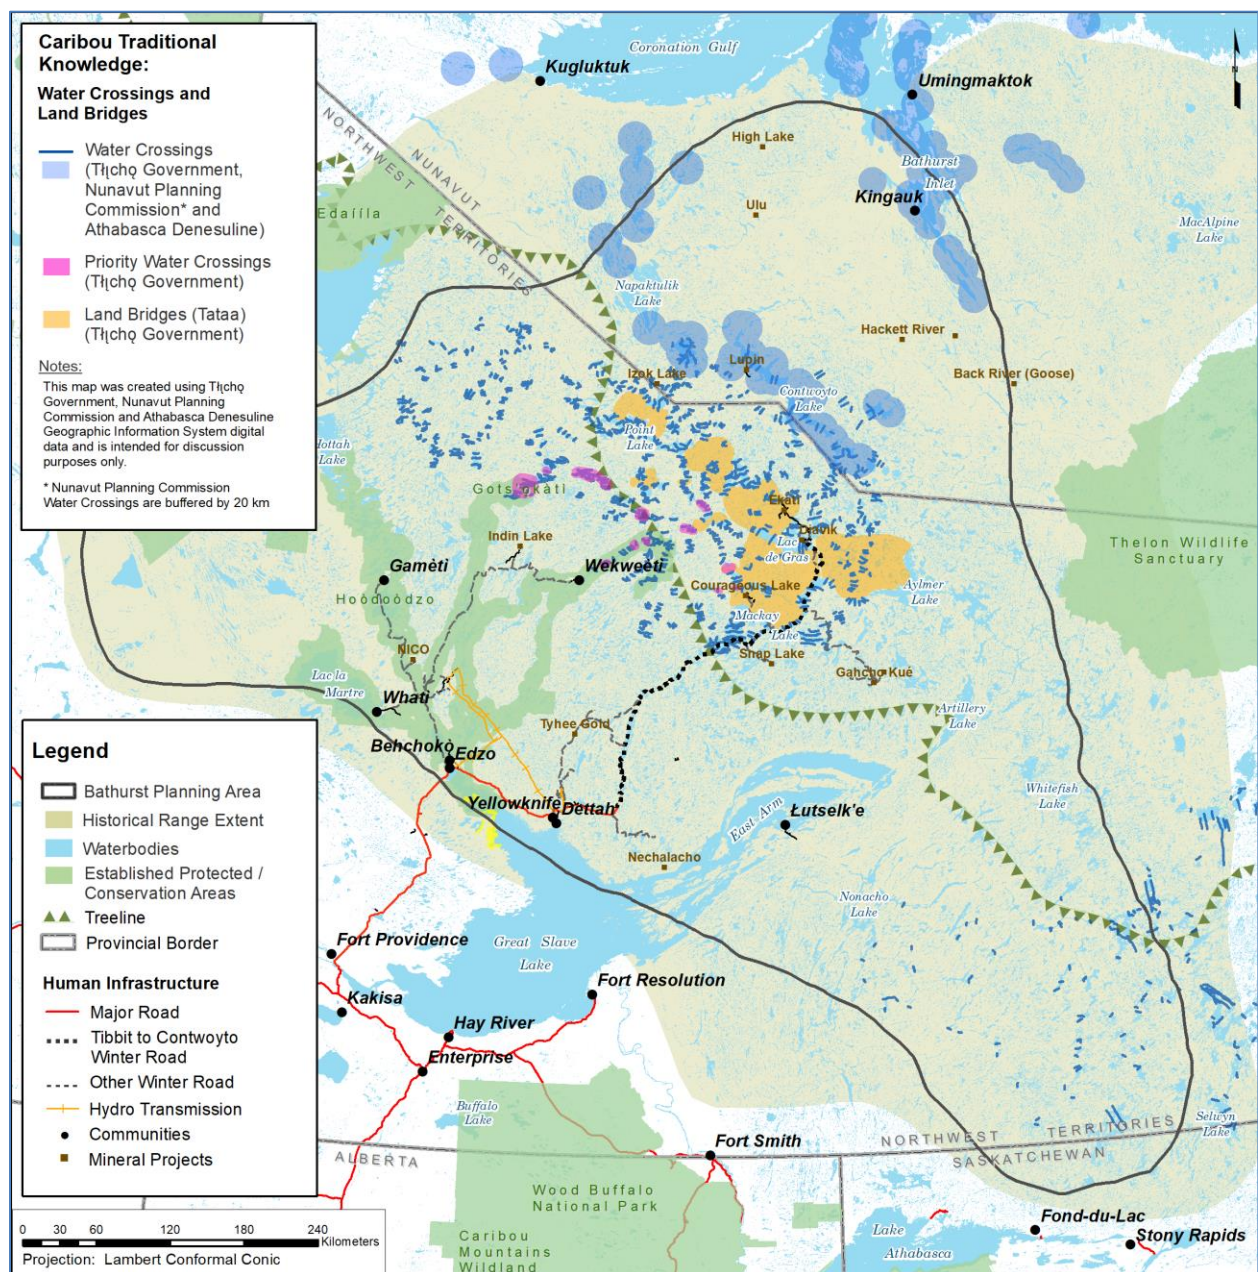 Caribou Traditional
Knowledge:
Water Crossings and
Land Bridges
Water Crossings
(Tłı̨chǫ Government,
Nunavut Planning
Commission* and
Athabasca Denesuline)
Priority Water Crossings
(Tłı̨chǫ Government)
Land Bridges (Tataa)
(Tłı̨chǫ Government)
Notes:
This map was created using Tłı̨chǫ
Government, Nunavut Planning
Commission and Athabasca Denesuline
Geographic Information System digital
data and is intended for discussion
purposes only.
* Nunavut Planning Commission
Water Crossings are buffered by 20 km
Coronation Gulf
Kugluktuk
Umingmaktok
N
High Lake
Bathurst
Inlet
NORTHWEST TERRITORIES
NUNAVUT
Ulu
Kingauk
Edaííla
MacAlpine
Lake
Napaktulik
Lake
Hackett River
Lupin
Izok Lake
Back River (Goose)
Contwoyto
Lake
Point
Lake
Hottah
Lake
Gots'ǫkàtì
Ekati
Diavik
Indin Lake
Lac
de Gras
Thelon Wildlife
Sanctuary
Gamèti
Wekweètì
Courageous Lake
Aylmer
Lake
Hoòdoòdzo
Mackay
Lake
NICO
Snap Lake
Gahcho Kué
Lac la
Martre
Whati
Artillery
Lake
Tyhee Gold
Behchokò
Edzo
Whitefish
Lake
Yellowknife
Dettah
East Arm
Łutselk'e
Nechalacho
Nonacho
Lake
Legend
Bathurst Planning Area
Historical Range Extent
Waterbodies
Established Protected /
Conservation Areas
Treeline
Provincial Border
Human Infrastructure
Major Road
Tibbit to Contwoyto
Winter Road
Other Winter Road
Hydro Transmission
Communities
Mineral Projects
Fort Providence
Great Slave
Lake
Kakisa
Fort Resolution
Hay River
Enterprise
Buffalo
Lake
Selwyn
Lake
Fort Smith
NORTHWEST TERRITORIES
ALBERTA
SASKATCHEWAN
Wood Buffalo
National Park
Caribou
Mountains
Wildland
Lake
Athabasca
Fond-du-Lac
Stony Rapids
0 30 60 120 180 240
Kilometers
Projection: Lambert Conformal Conic